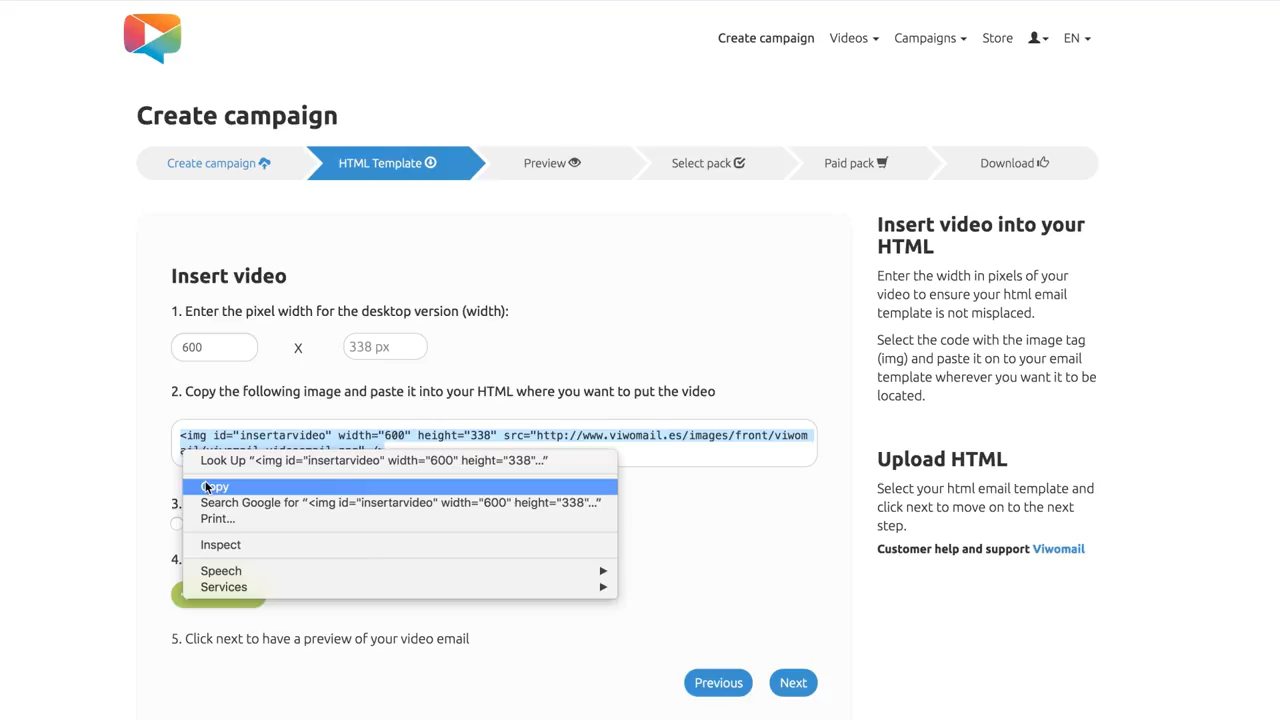 Create campaign Videos Campaigns Store EN
Create campaign
Create campaign HTML Template Preview Select pack Paid pack Download
Insert video
1. Enter the pixel width for the desktop version (width):
600 X 338 px
2. Copy the following image and paste it into your HTML where you want to put the video
<img id="insertarvideo" width="600" height="338" src="http://www.viwomail.es/images/front/viwom
Look Up “<img id="insertarvideo" width="600" height="338"...”
Copy
Search Google for “<img id="insertarvideo" width="600" height="338"...”
Print...
Inspect
Speech
Services
3.
4.
5. Click next to have a preview of your video email
Previous Next
Insert video into your
HTML
Enter the width in pixels of your
video to ensure your html email
template is not misplaced.
Select the code with the image tag
(img) and paste it on to your email
template wherever you want it to be
located.
Upload HTML
Select your html email template and
click next to move on to the next
step.
Customer help and support Viwomail